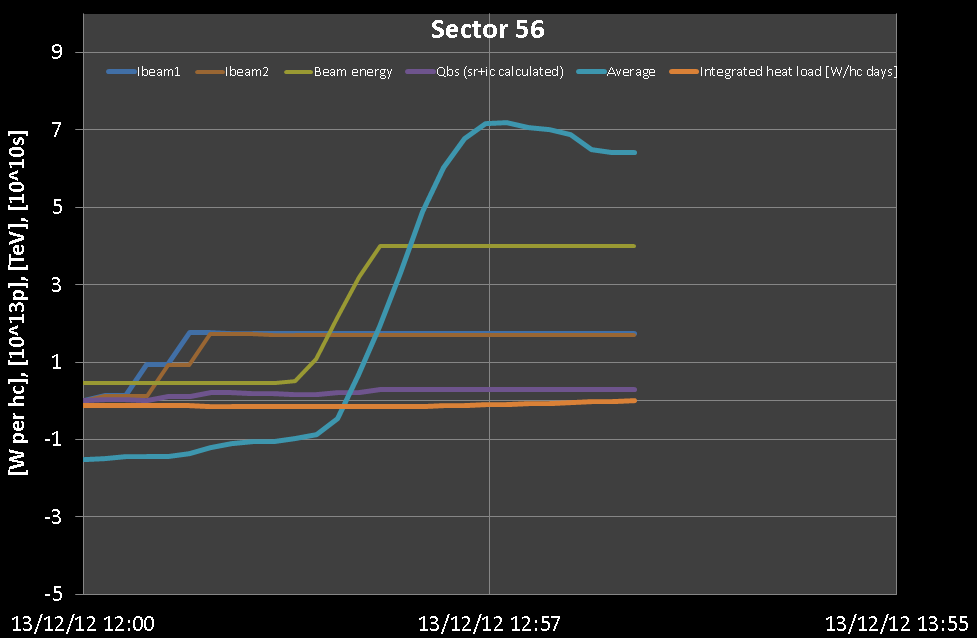 Sector 56
Ibeam1 Ibeam2 Beam energy Qbs (sr+ic calculated) Average Integrated heat load [W/hc days]
[W per hc], [10^13p], [TeV], [10^10s]
9
7
5
3
1
-1
-3
-5
13/12/12 12:00 13/12/12 12:57 13/12/12 13:55